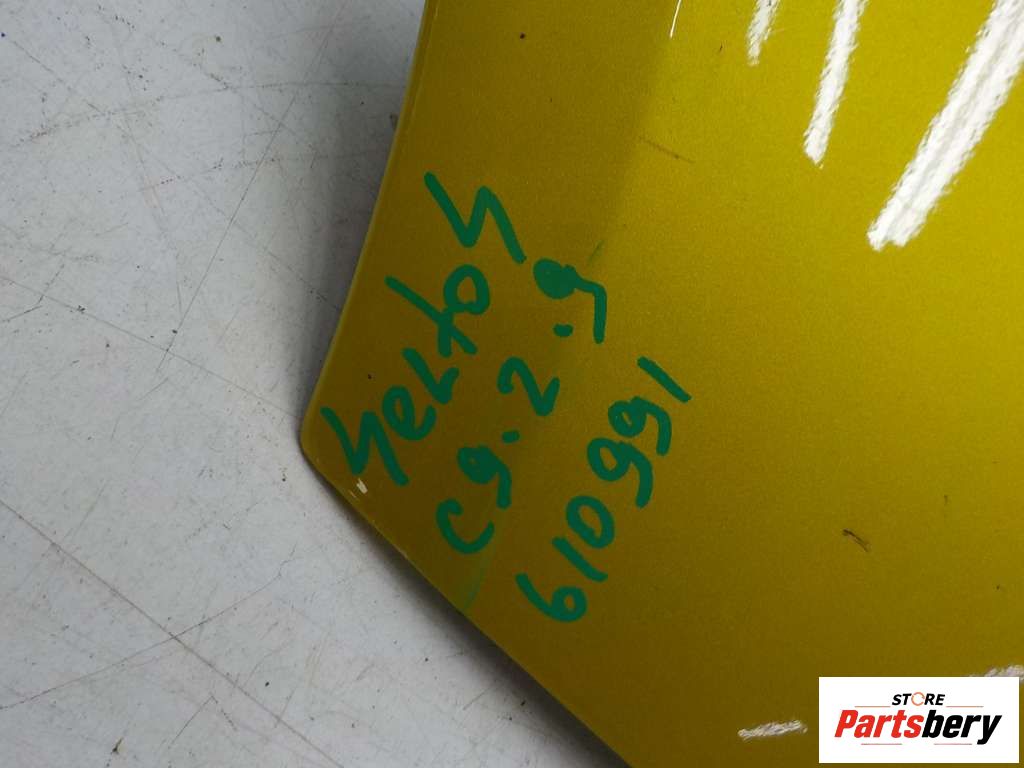 Seltos
C9.2.9
610991
STORE
Partsbery